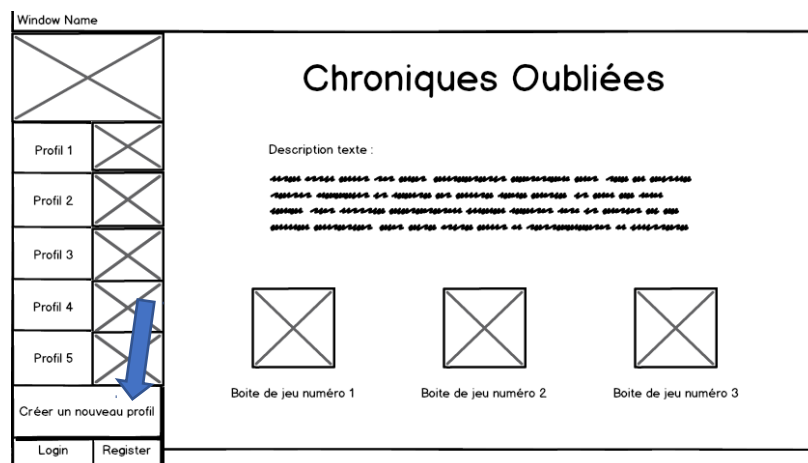 Window Name
Chroniques Oubliées
Profil 1
Profil 2
Profil 3
Profil 4
Profil 5
Créer un nouveau profil
Login
Register
Description texte :
Boite de jeu numéro 1
Boite de jeu numéro 2
Boite de jeu numéro 3